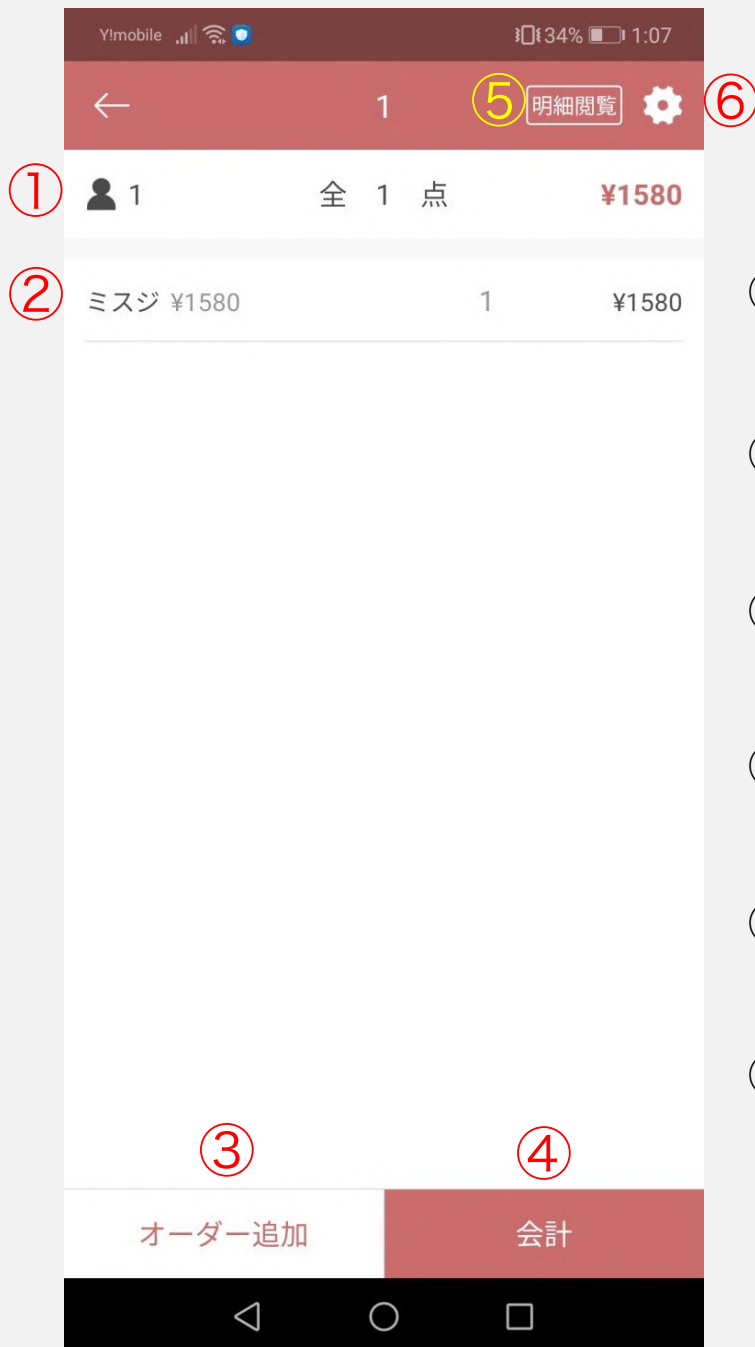 Y!mobile 34% 1:07
1 ⑤ 明細閲覧 ⑥
① 1 全 1 点 ¥1580
② ミスジ ¥1580 1 ¥1580
③ ④
オーダー追加 会計